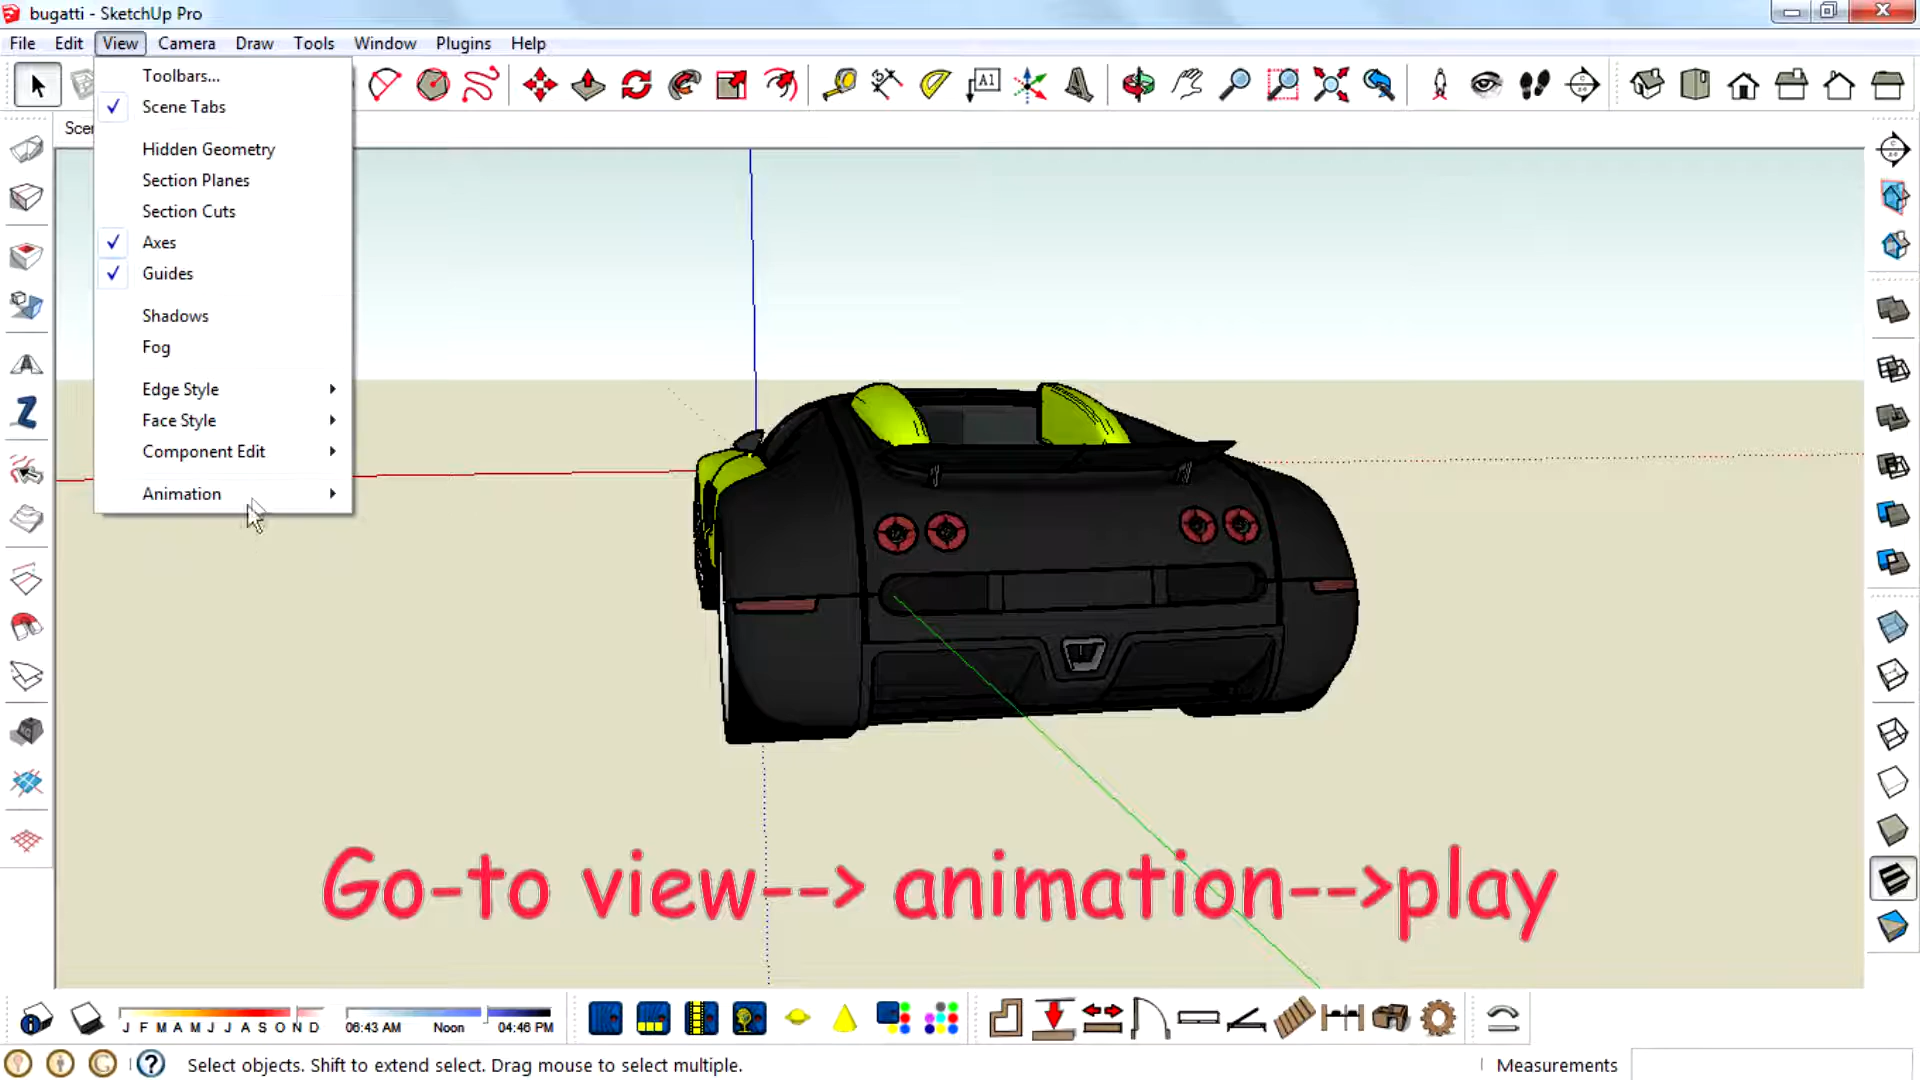 bugatti - SketchUp Pro
File Edit View Camera Draw Tools Window Plugins Help
Toolbars...
Scene Tabs
Hidden Geometry
Section Planes
Section Cuts
Axes
Guides
Shadows
Fog
Edge Style
Face Style
Component Edit
Animation
Scen
A1
Go-to view--> animation-->play
J F M A M J J A S O N D
06:43 AM Noon 04:46 PM
Select objects. Shift to extend select. Drag mouse to select multiple.
Measurements